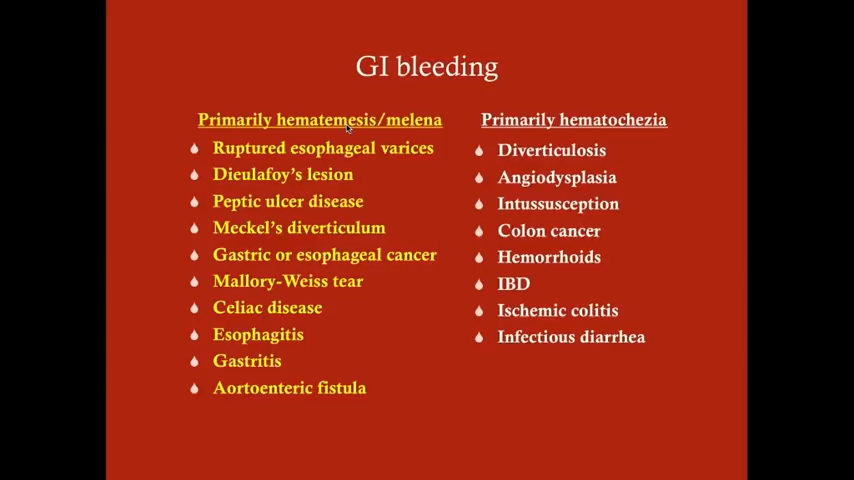 GI bleeding
Primarily hematemesis/melena
Ruptured esophageal varices
Dieulafoy's lesion
Peptic ulcer disease
Meckel's diverticulum
Gastric or esophageal cancer
Mallory-Weiss tear
Celiac disease
Esophagitis
Gastritis
Aortoenteric fistula
Primarily hematochezia
Diverticulosis
Angiodysplasia
Intussusception
Colon cancer
Hemorrhoids
IBD
Ischemic colitis
Infectious diarrhea